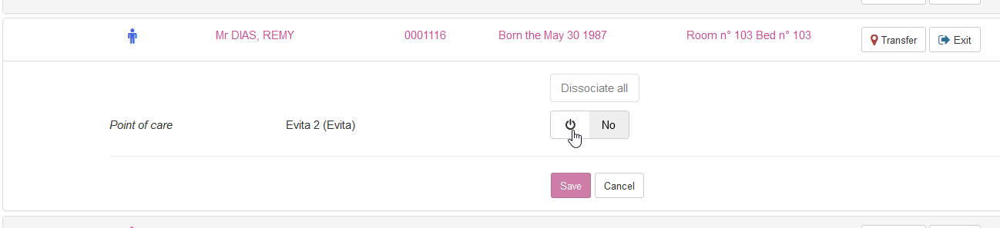 Mr DIAS, REMY 0001116 Born the May 30 1987 Room n° 103 Bed n° 103 Transfer Exit
Dissociate all
Point of care Evita 2 (Evita) No
Save Cancel